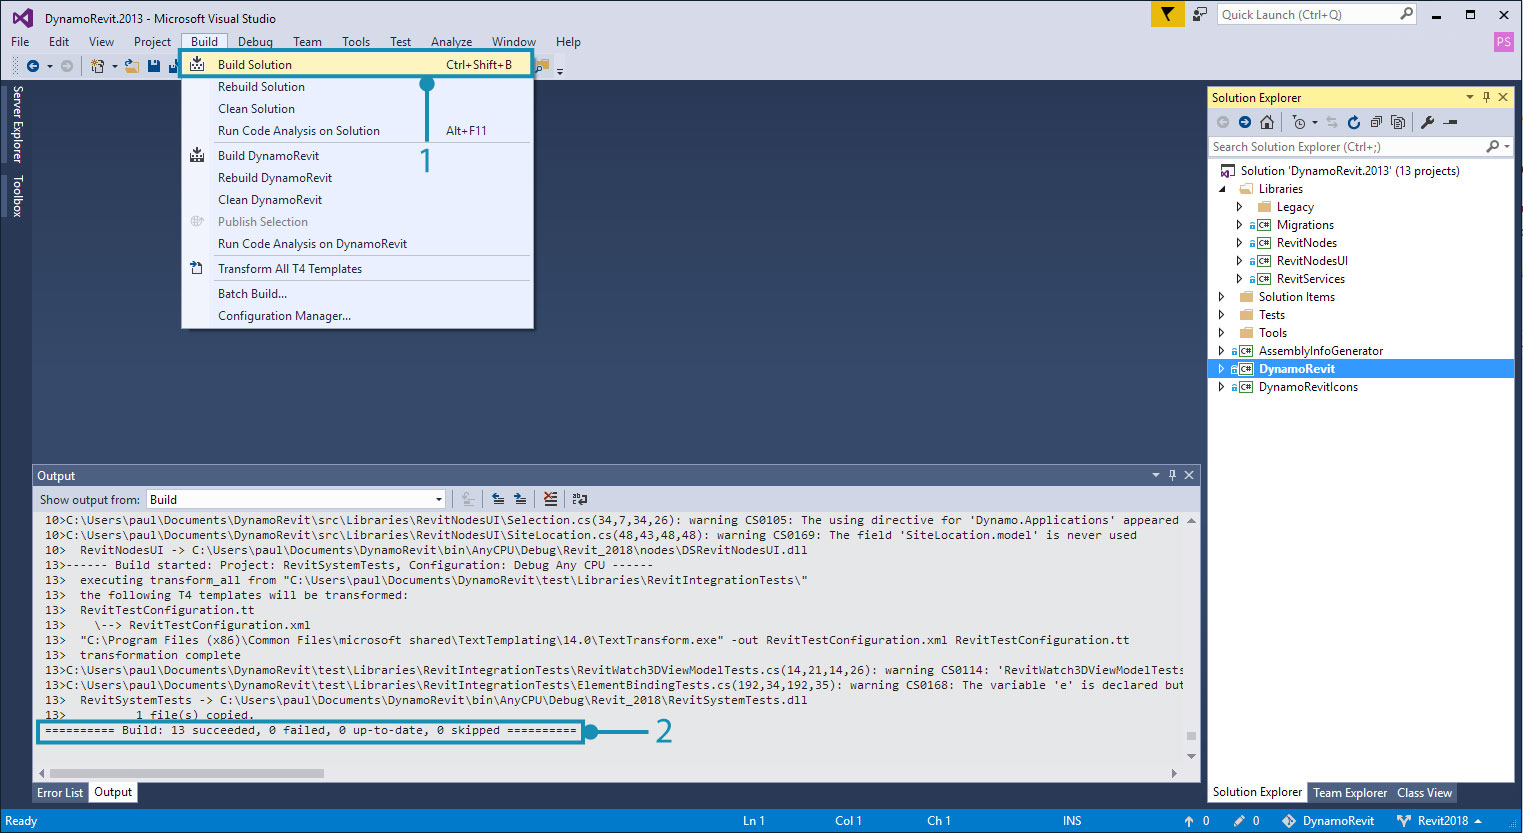 DynamoRevit.2013 - Microsoft Visual Studio
Quick Launch (Ctrl+Q)
File Edit View Project Build Debug Team Tools Test Analyze Window Help
PS
Build Solution Ctrl+Shift+B
Rebuild Solution
Clean Solution
Run Code Analysis on Solution Alt+F11
Build DynamoRevit
Rebuild DynamoRevit
Clean DynamoRevit
Publish Selection
Run Code Analysis on DynamoRevit
Transform All T4 Templates
Batch Build...
Configuration Manager...
1
Server Explorer
Toolbox
Solution Explorer
Search Solution Explorer (Ctrl+;)
Solution 'DynamoRevit.2013' (13 projects)
Libraries
Legacy
C# Migrations
C# RevitNodes
C# RevitNodesUI
C# RevitServices
Solution Items
Tests
Tools
C# AssemblyInfoGenerator
C# DynamoRevit
C# DynamoRevitIcons
Output
Show output from: Build
10>C:\Users\paul\Documents\DynamoRevit\src\Libraries\RevitNodesUI\Selection.cs(34,7,34,26): warning CS0105: The using directive for 'Dynamo.Applications' appeared
10>C:\Users\paul\Documents\DynamoRevit\src\Libraries\RevitNodesUI\SiteLocation.cs(48,43,48,48): warning CS0169: The field 'SiteLocation.model' is never used
10>  RevitNodesUI -> C:\Users\paul\Documents\DynamoRevit\bin\AnyCPU\Debug\Revit_2018\nodes\DSRevitNodesUI.dll
13>------ Build started: Project: RevitSystemTests, Configuration: Debug Any CPU ------
13>  executing transform_all from "C:\Users\paul\Documents\DynamoRevit\test\Libraries\RevitIntegrationTests\"
13>  the following T4 templates will be transformed:
13>  RevitTestConfiguration.tt
13>    \--> RevitTestConfiguration.xml
13>  "C:\Program Files (x86)\Common Files\microsoft shared\TextTemplating\14.0\TextTransform.exe" -out RevitTestConfiguration.xml RevitTestConfiguration.tt
13>  transformation complete
13>C:\Users\paul\Documents\DynamoRevit\test\Libraries\RevitIntegrationTests\RevitWatch3DViewModelTests.cs(14,21,14,26): warning CS0114: 'RevitWatch3DViewModelTests
13>C:\Users\paul\Documents\DynamoRevit\test\Libraries\RevitIntegrationTests\ElementBindingTests.cs(192,34,192,35): warning CS0168: The variable 'e' is declared but
13>  RevitSystemTests -> C:\Users\paul\Documents\DynamoRevit\bin\AnyCPU\Debug\Revit_2018\RevitSystemTests.dll
13>          1 file(s) copied.
========== Build: 13 succeeded, 0 failed, 0 up-to-date, 0 skipped ==========
2
Error List Output
Solution Explorer Team Explorer Class View
Ready Ln 1 Col 1 Ch 1 INS 0 0 DynamoRevit Revit2018